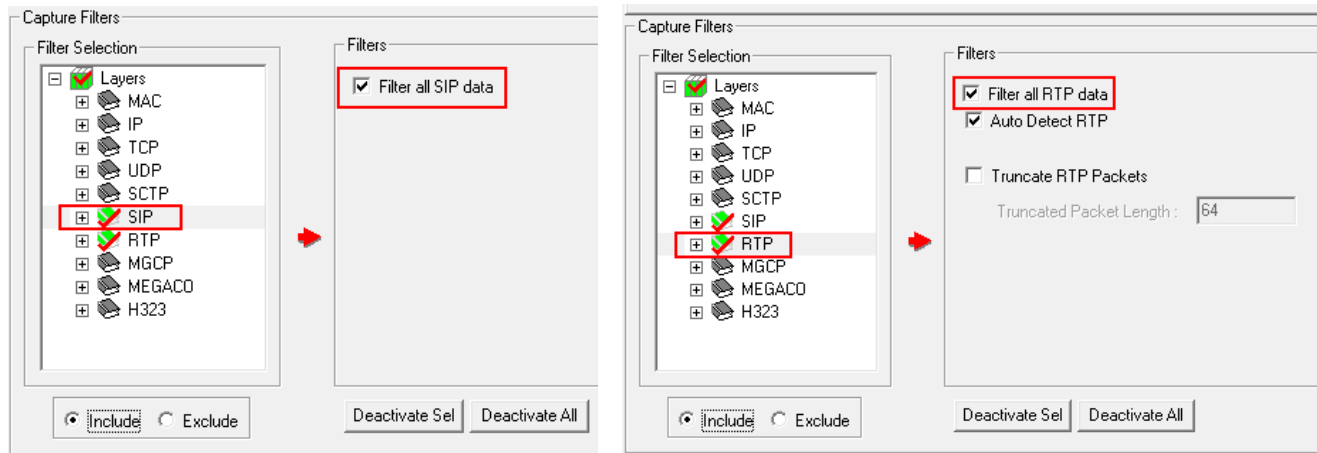 Capture Filters
Filter Selection
Layers
MAC
IP
TCP
UDP
SCTP
SIP
RTP
MGCP
MEGACO
H323
Include Exclude
Filters
Filter all SIP data
Deactivate Sel Deactivate All
Capture Filters
Filter Selection
Layers
MAC
IP
TCP
UDP
SCTP
SIP
RTP
MGCP
MEGACO
H323
Include Exclude
Filters
Filter all RTP data
Auto Detect RTP
Truncate RTP Packets
Truncated Packet Length : 64
Deactivate Sel Deactivate All